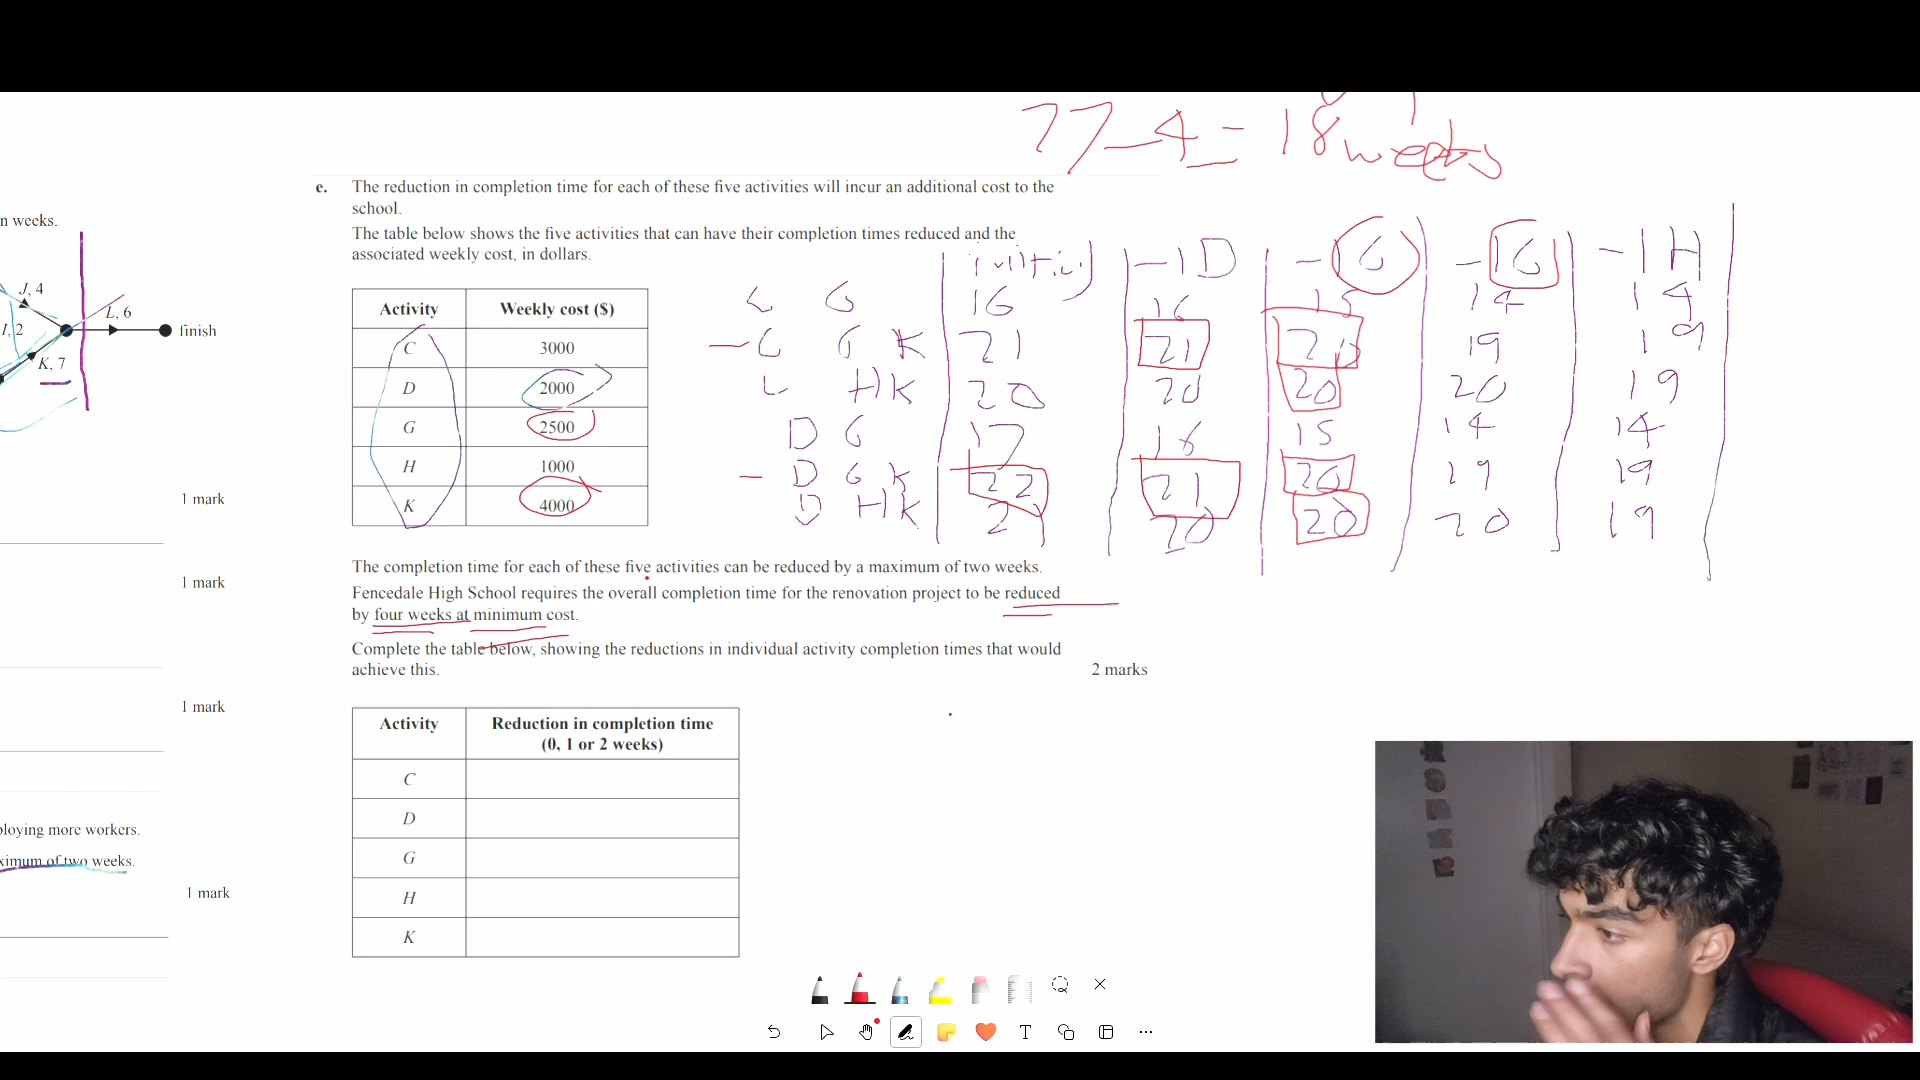 77-4=18 weeks
e. The reduction in completion time for each of these five activities will incur an additional cost to the
school.
The table below shows the five activities that can have their completion times reduced and the
associated weekly cost, in dollars.
n weeks.
J, 4
I, 2
K, 7
L, 6
finish
Activity Weekly cost ($)
C 3000
D 2000
G 2500
H 1000
K 4000
-1D -1G -1G -1H
C G 16 16 15 14 14
- C G K 21 21 20 19 19
C H K 20 20 20 20 19
D G 17 16 15 14 14
- D G K 22 21 20 19 19
D H K 21 20 20 20 19
1 mark
The completion time for each of these five activities can be reduced by a maximum of two weeks.
1 mark
Fencedale High School requires the overall completion time for the renovation project to be reduced
by four weeks at minimum cost.
Complete the table below, showing the reductions in individual activity completion times that would
achieve this. 2 marks
1 mark
Activity Reduction in completion time
(0, 1 or 2 weeks)
C
D
G
H
K
ploying more workers.
ximum of two weeks.
1 mark
T